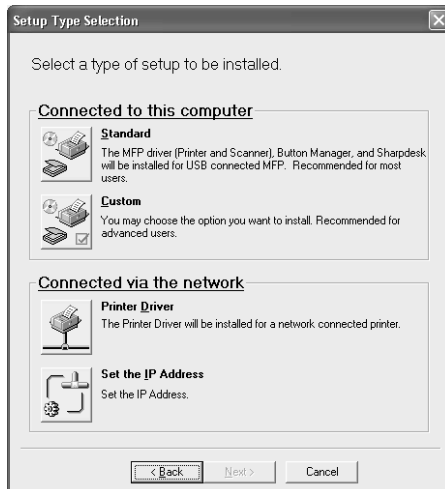 Setup Type Selection
Select a type of setup to be installed.
Connected to this computer
Standard
The MFP driver (Printer and Scanner), Button Manager, and Sharpdesk
will be installed for USB connected MFP. Recommended for most
users.
Custom
You may choose the option you want to install. Recommended for
advanced users.
Connected via the network
Printer Driver
The Printer Driver will be installed for a network connected printer.
Set the IP Address
Set the IP Address.
< Back
Next >
Cancel